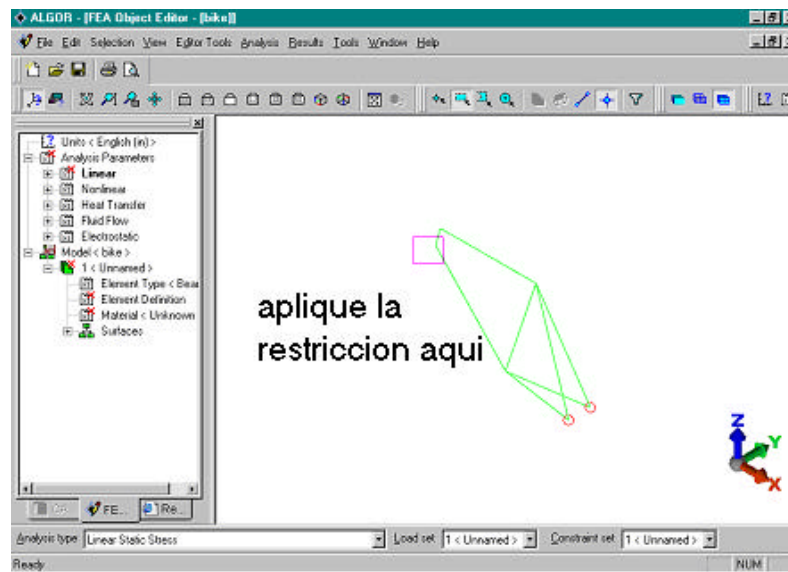 ALGOR - [FEA Object Editor - [bike]]
File Edit Selection View Editor Tools Analysis Results Tools Window Help
Units < English (in) >
Analysis Parameters
Linear
Nonlinear
Heat Transfer
Fluid Flow
Electrostatic
Model < bike >
1 < Unnamed >
Element Type < Bear
Element Definition
Material < Unknown
Surfaces
aplique la
restriccion aqui
Z
Y
X
FE... Re...
Analysis type Linear Static Stress Load set 1 < Unnamed > Constraint set 1 < Unnamed >
Ready NUM